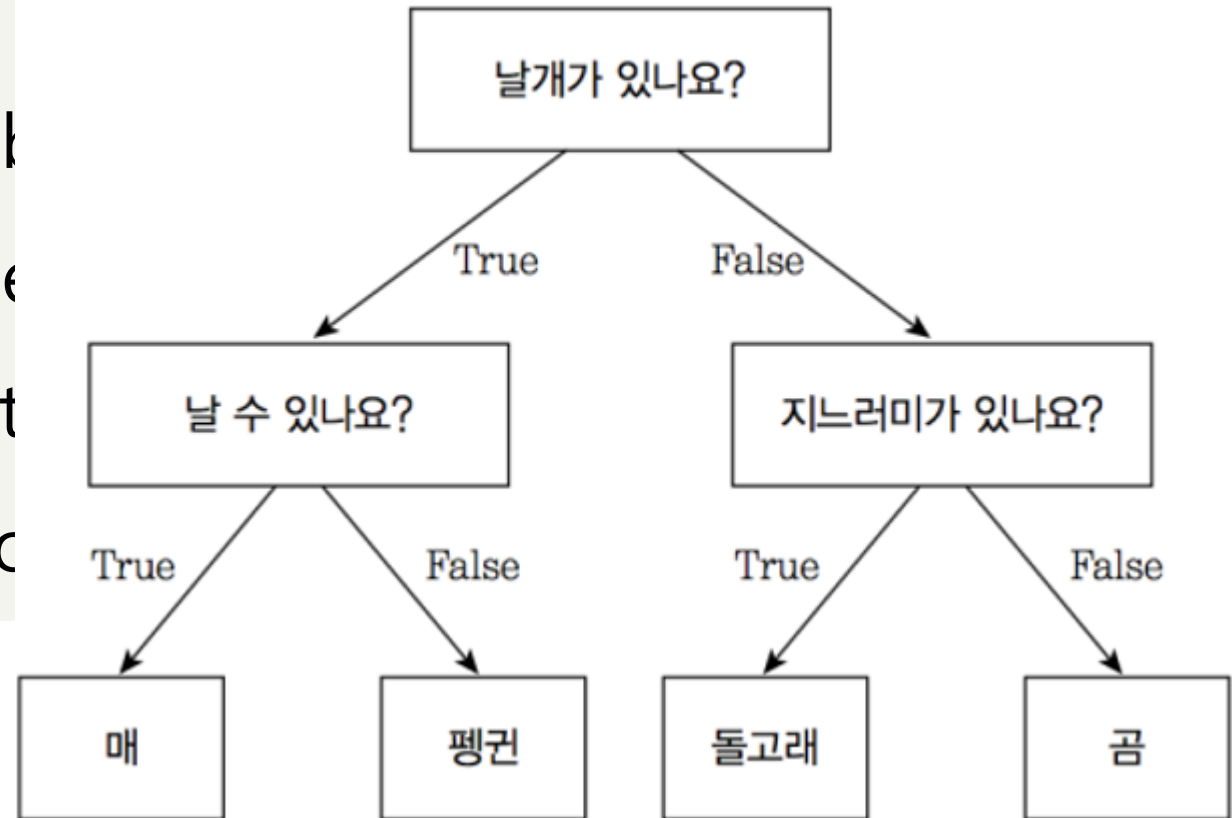 날개가 있나요?
True
False
날 수 있나요?
지느러미가 있나요?
True
False
True
False
매
펭귄
돌고래
곰